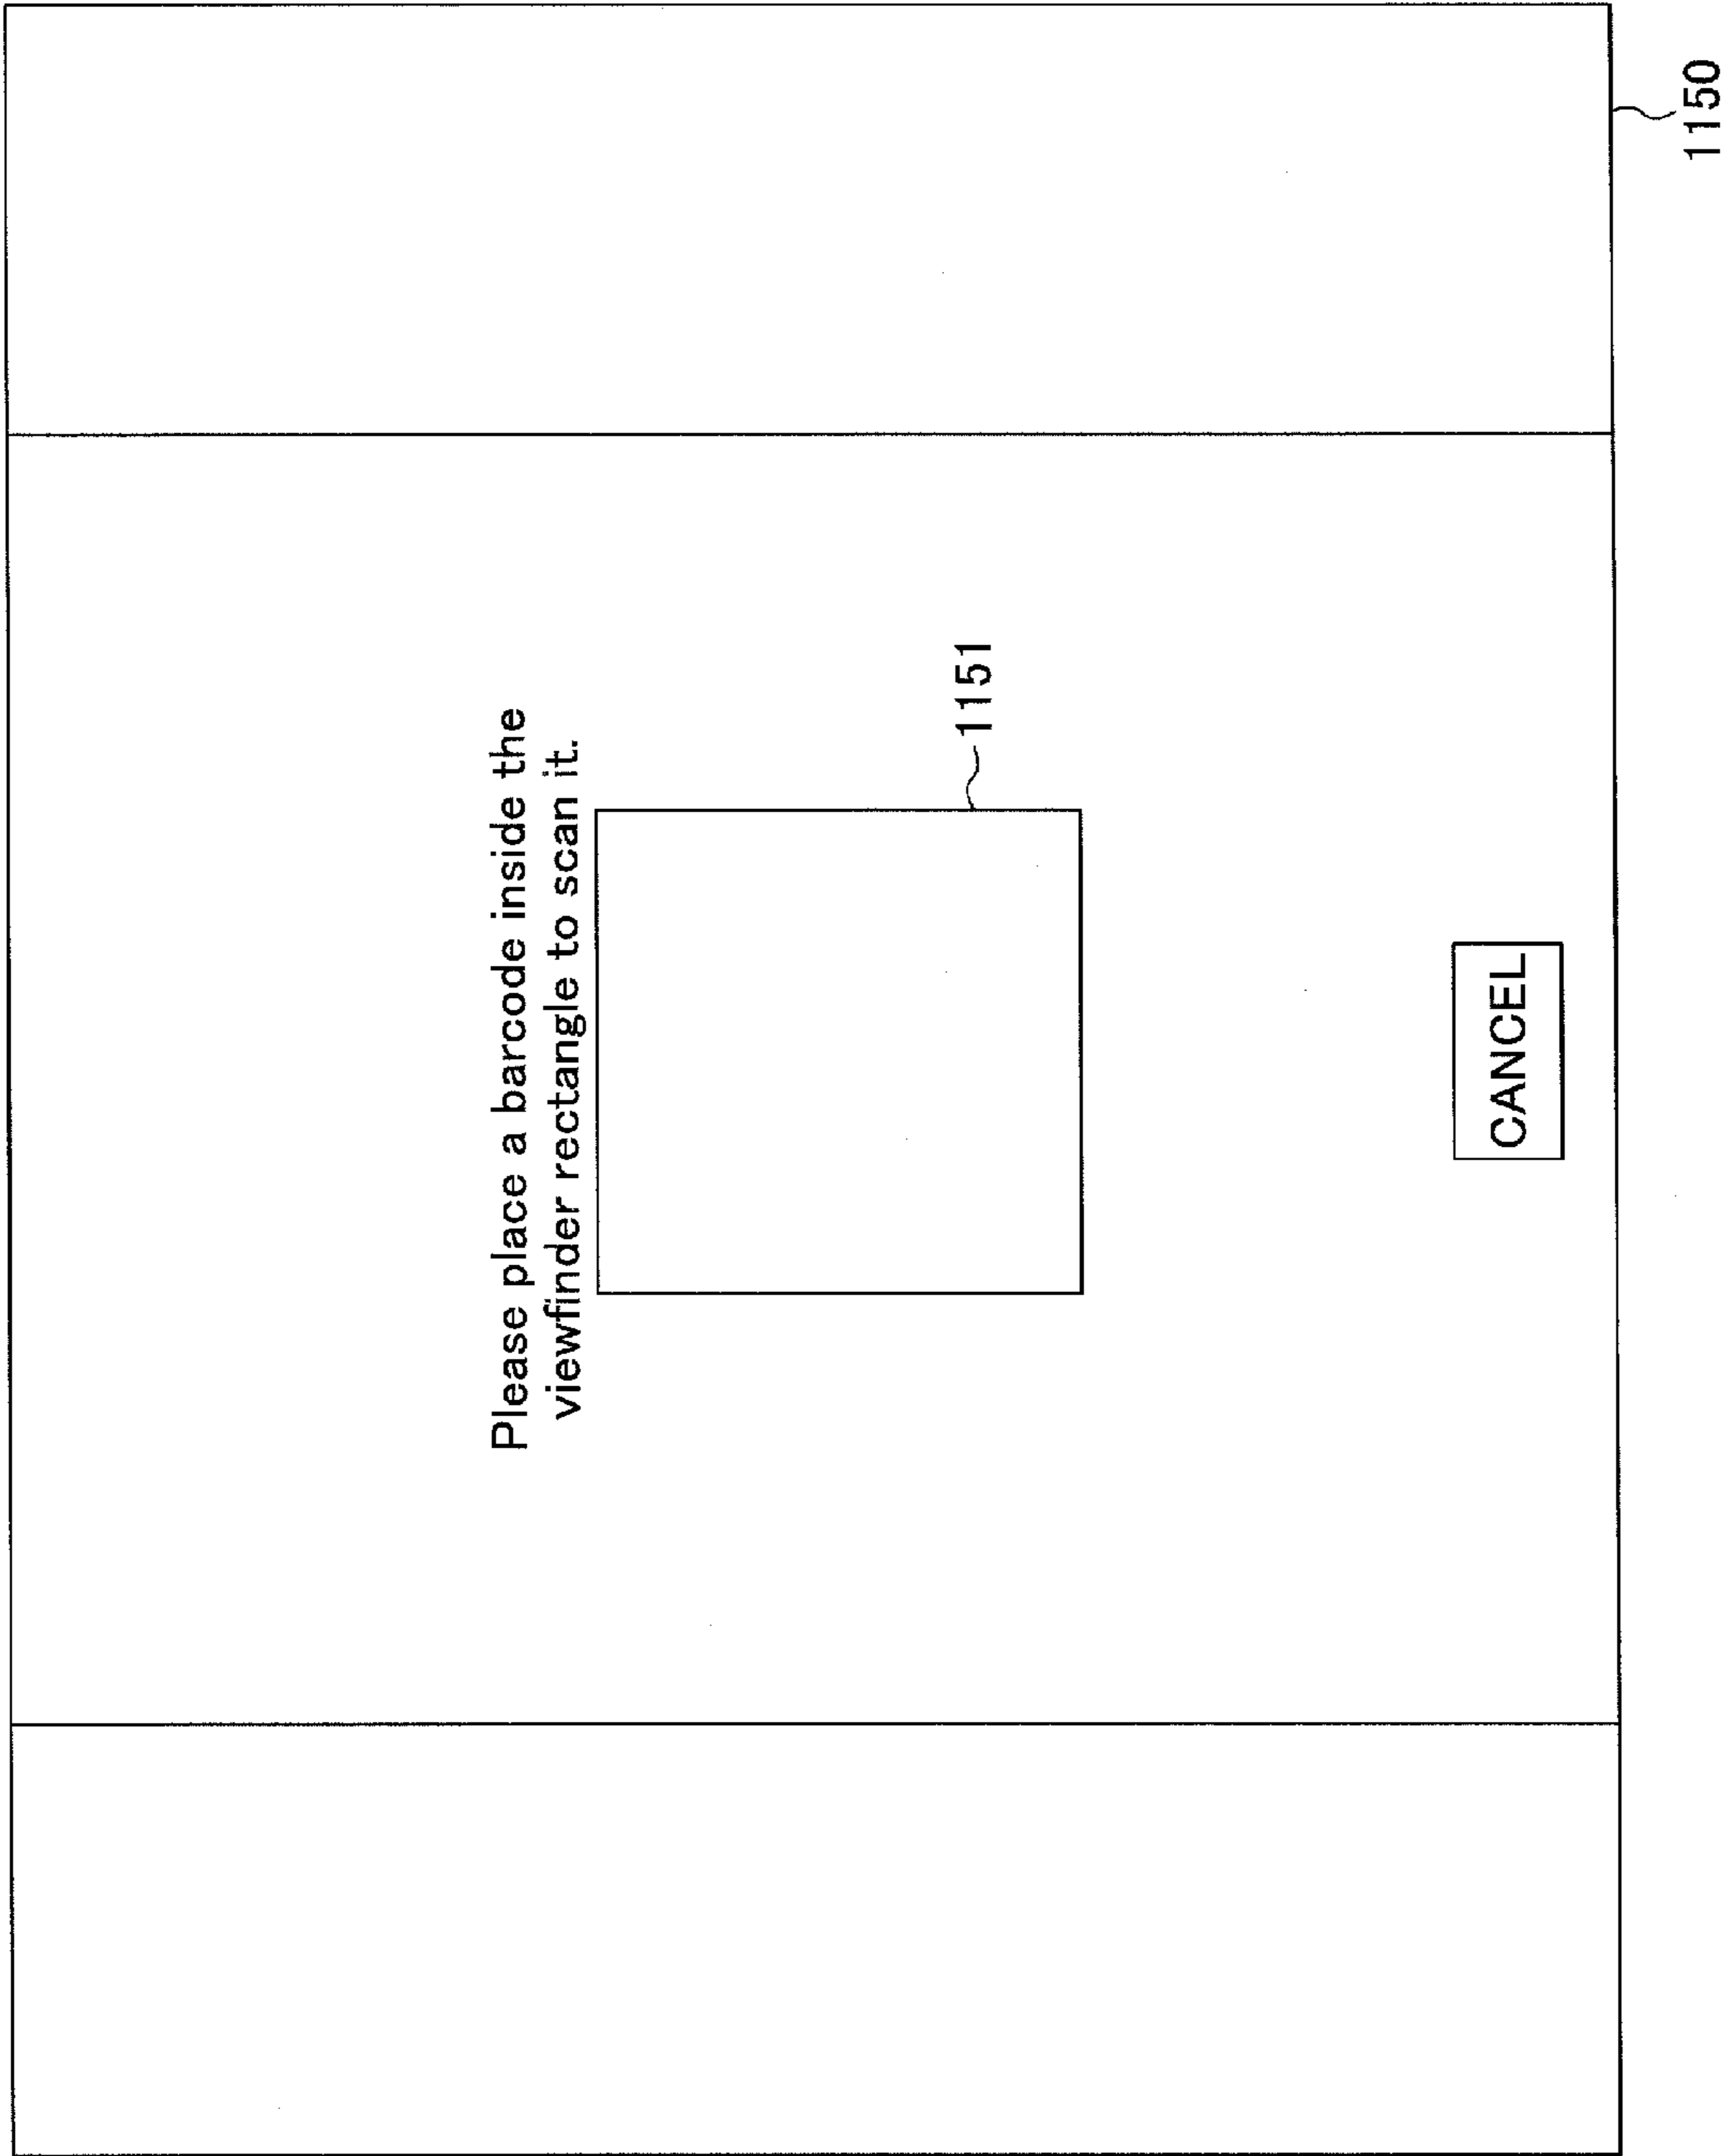 Please place a barcode inside the
viewfinder rectangle to scan it.
1151
CANCEL
1150